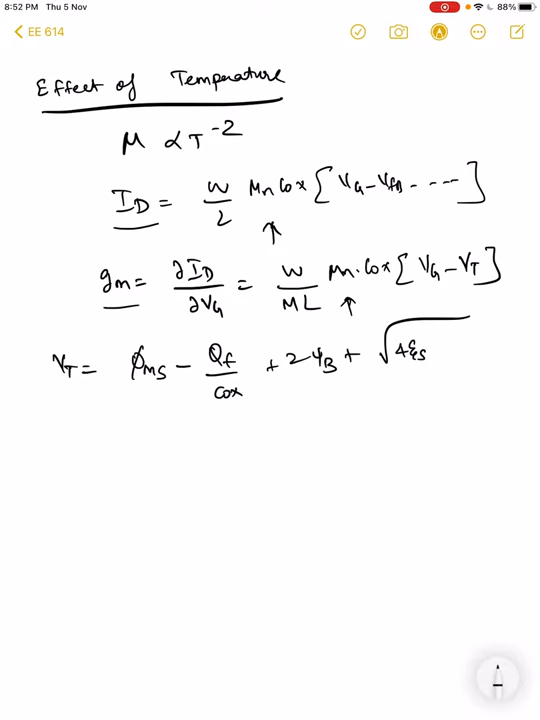 8:52 PM Thu 5 Nov 88%
EE 614
Effect of Temperature
μ ∝ T⁻²
I_D = W/2 μn Cox [V_G - V_fB - ----]
g_m = ∂I_D/∂V_G = W/ML μn·Cox [V_G - V_T]
V_T = φ_ms - Q_f/Cox + 2ψ_B + √4ε_s